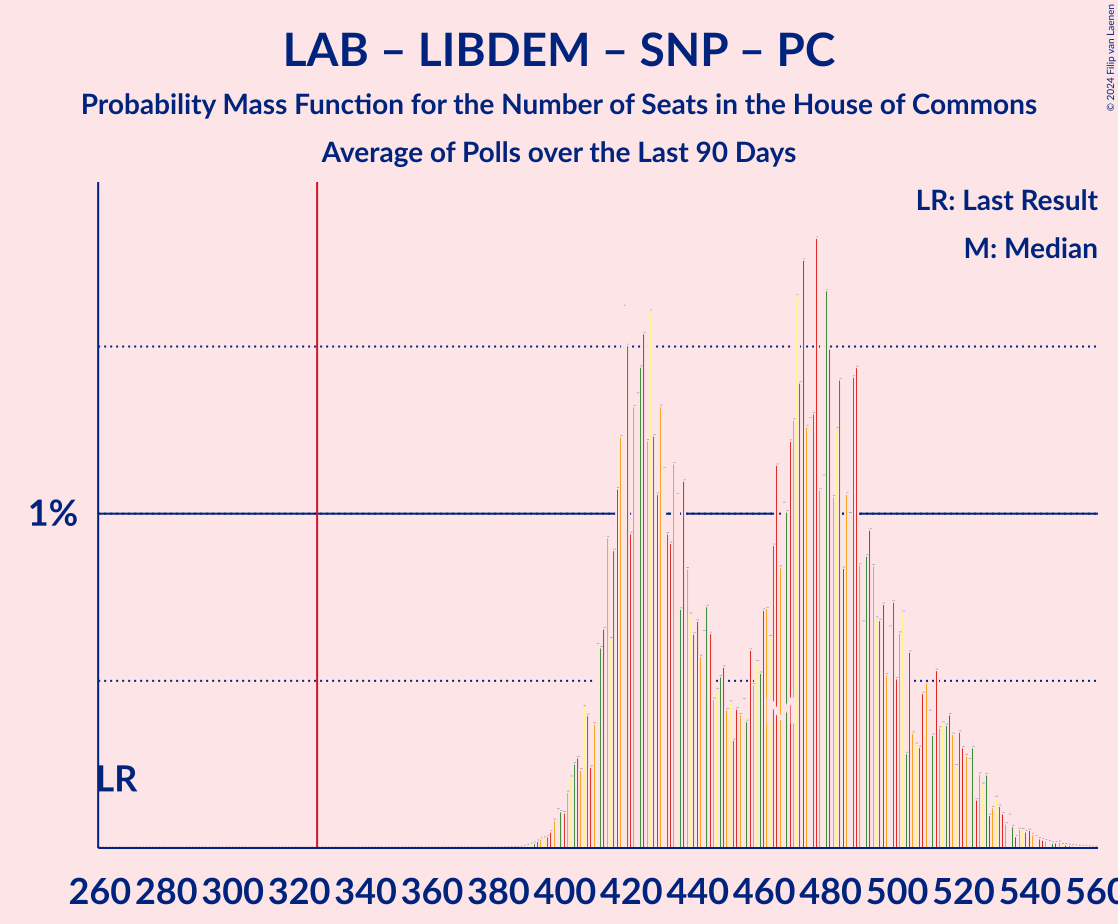 LAB – LIBDEM – SNP – PC
Probability Mass Function for the Number of Seats in the House of Commons
Average of Polls over the Last 90 Days
© 2024 Filip van Laenen
LR: Last Result
M: Median
1%
LR
260 280 300 320 340 360 380 400 420 440 460 480 500 520 540 560